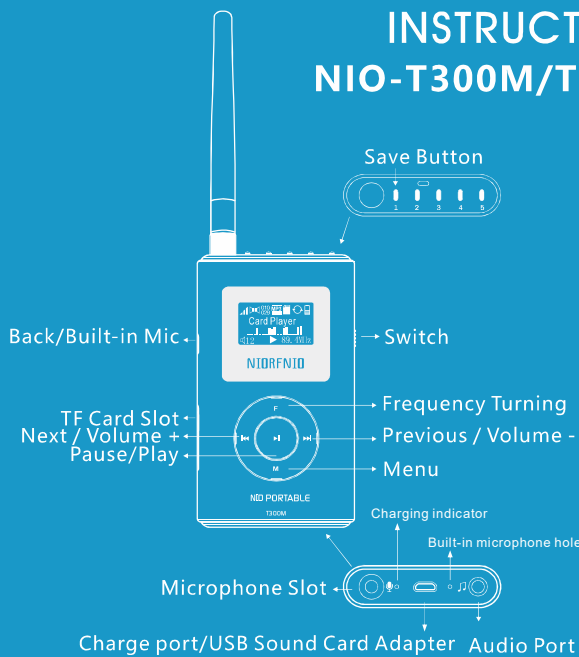 INSTRUCT
NIO-T300M/T
Save Button
1 2 3 4 5
Card Player
12 89.4MHz
NIORFNIO
Back/Built-in Mic
Switch
F
Frequency Turning
TF Card Slot
Next / Volume +
Previous / Volume -
Pause/Play
M
Menu
NIO PORTABLE
T300M
Charging indicator
Built-in microphone hole
Microphone Slot
Charge port/USB Sound Card Adapter
Audio Port